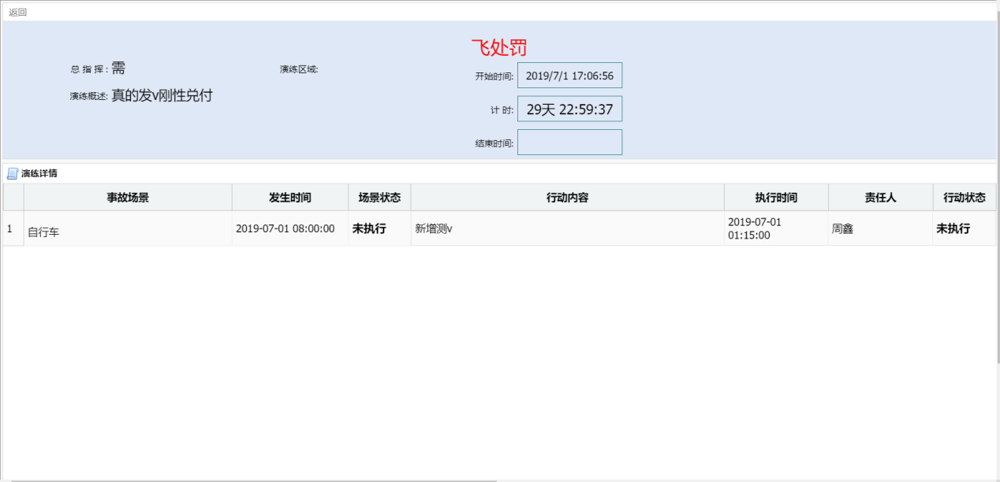 返回
飞处罚
总 指 挥 : 需
演练区域:
开始时间: 2019/7/1 17:06:56
演练概述: 真的发v刚性兑付
计 时: 29天 22:59:37
结束时间:
演练详情
事故场景 发生时间 场景状态 行动内容 执行时间 责任人 行动状态
1 自行车 2019-07-01 08:00:00 未执行 新增测v 2019-07-01 01:15:00 周鑫 未执行